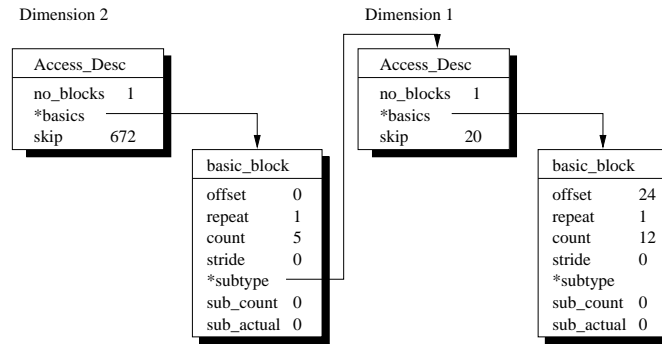 Dimension 2
Access_Desc
no_blocks 1
*basics
skip 672
basic_block
offset 0
repeat 1
count 5
stride 0
*subtype
sub_count 0
sub_actual 0
Dimension 1
Access_Desc
no_blocks 1
*basics
skip 20
basic_block
offset 24
repeat 1
count 12
stride 0
*subtype
sub_count 0
sub_actual 0